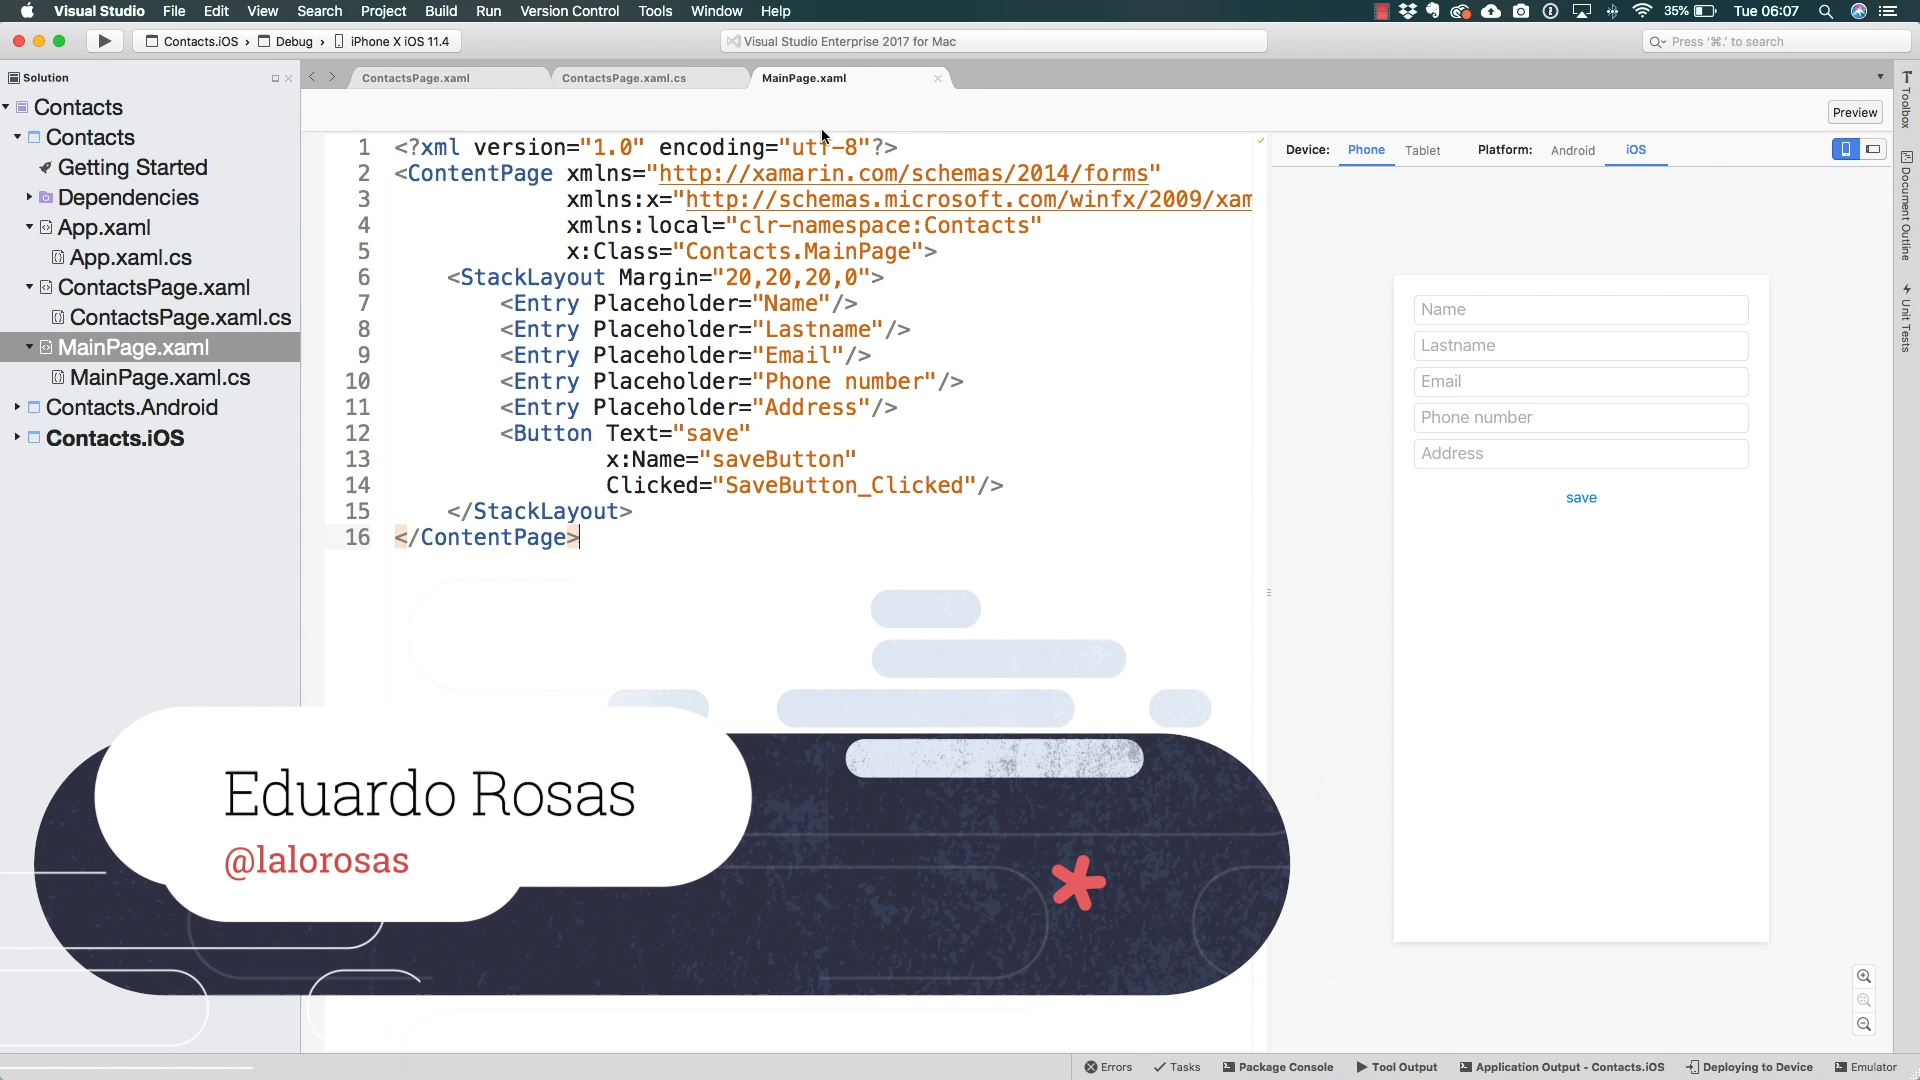 Visual Studio File Edit View Search Project Build Run Version Control Tools Window Help 35% Tue 06:07
Contacts.iOS › Debug › iPhone X iOS 11.4
Visual Studio Enterprise 2017 for Mac
Press '⌘.' to search
Solution
ContactsPage.xaml ContactsPage.xaml.cs MainPage.xaml
Contacts
Contacts
Getting Started
Dependencies
App.xaml
App.xaml.cs
ContactsPage.xaml
ContactsPage.xaml.cs
MainPage.xaml
MainPage.xaml.cs
Contacts.Android
Contacts.iOS
1 <?xml version="1.0" encoding="utf-8"?>
2 <ContentPage xmlns="http://xamarin.com/schemas/2014/forms"
3 xmlns:x="http://schemas.microsoft.com/winfx/2009/xam
4 xmlns:local="clr-namespace:Contacts"
5 x:Class="Contacts.MainPage">
6 <StackLayout Margin="20,20,20,0">
7 <Entry Placeholder="Name"/>
8 <Entry Placeholder="Lastname"/>
9 <Entry Placeholder="Email"/>
10 <Entry Placeholder="Phone number"/>
11 <Entry Placeholder="Address"/>
12 <Button Text="save"
13 x:Name="saveButton"
14 Clicked="SaveButton_Clicked"/>
15 </StackLayout>
16 </ContentPage>
Preview
Device: Phone Tablet Platform: Android iOS
Name
Lastname
Email
Phone number
Address
save
Toolbox
Document Outline
Unit Tests
Eduardo Rosas
@lalorosas
Errors Tasks Package Console Tool Output Application Output - Contacts.iOS Deploying to Device Emulator